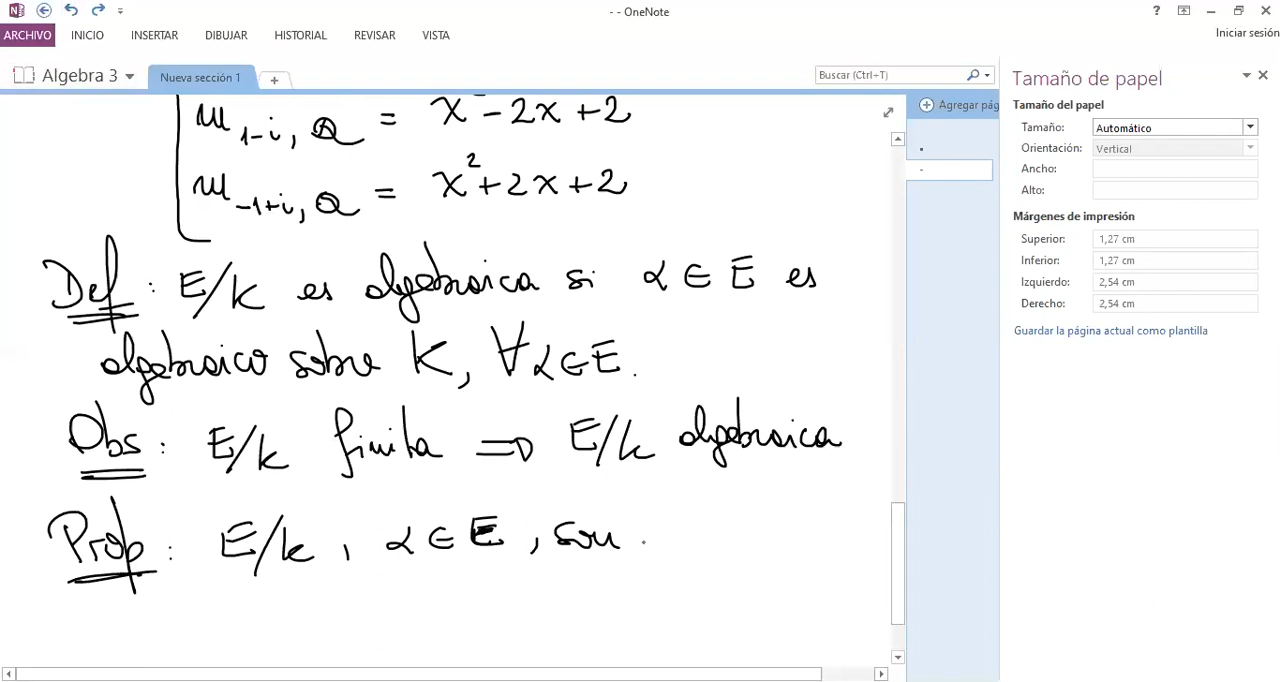 - - OneNote
ARCHIVO INICIO INSERTAR DIBUJAR HISTORIAL REVISAR VISTA
Iniciar sesión
Algebra 3 Nueva sección 1 +
Buscar (Ctrl+T)
Agregar pág
m_{1-i, Q} = x² - 2x + 2
m_{-1+i, Q} = x² + 2x + 2
Def : E/k es algebraica si α ∈ E es
algebraico sobre K, ∀ α ∈ E.
Obs : E/k finita ⇒ E/k algebraica
Prop : E/k , α ∈ E , son
Tamaño de papel
Tamaño del papel
Tamaño: Automático
Orientación: Vertical
Ancho:
Alto:
Márgenes de impresión
Superior: 1,27 cm
Inferior: 1,27 cm
Izquierdo: 2,54 cm
Derecho: 2,54 cm
Guardar la página actual como plantilla